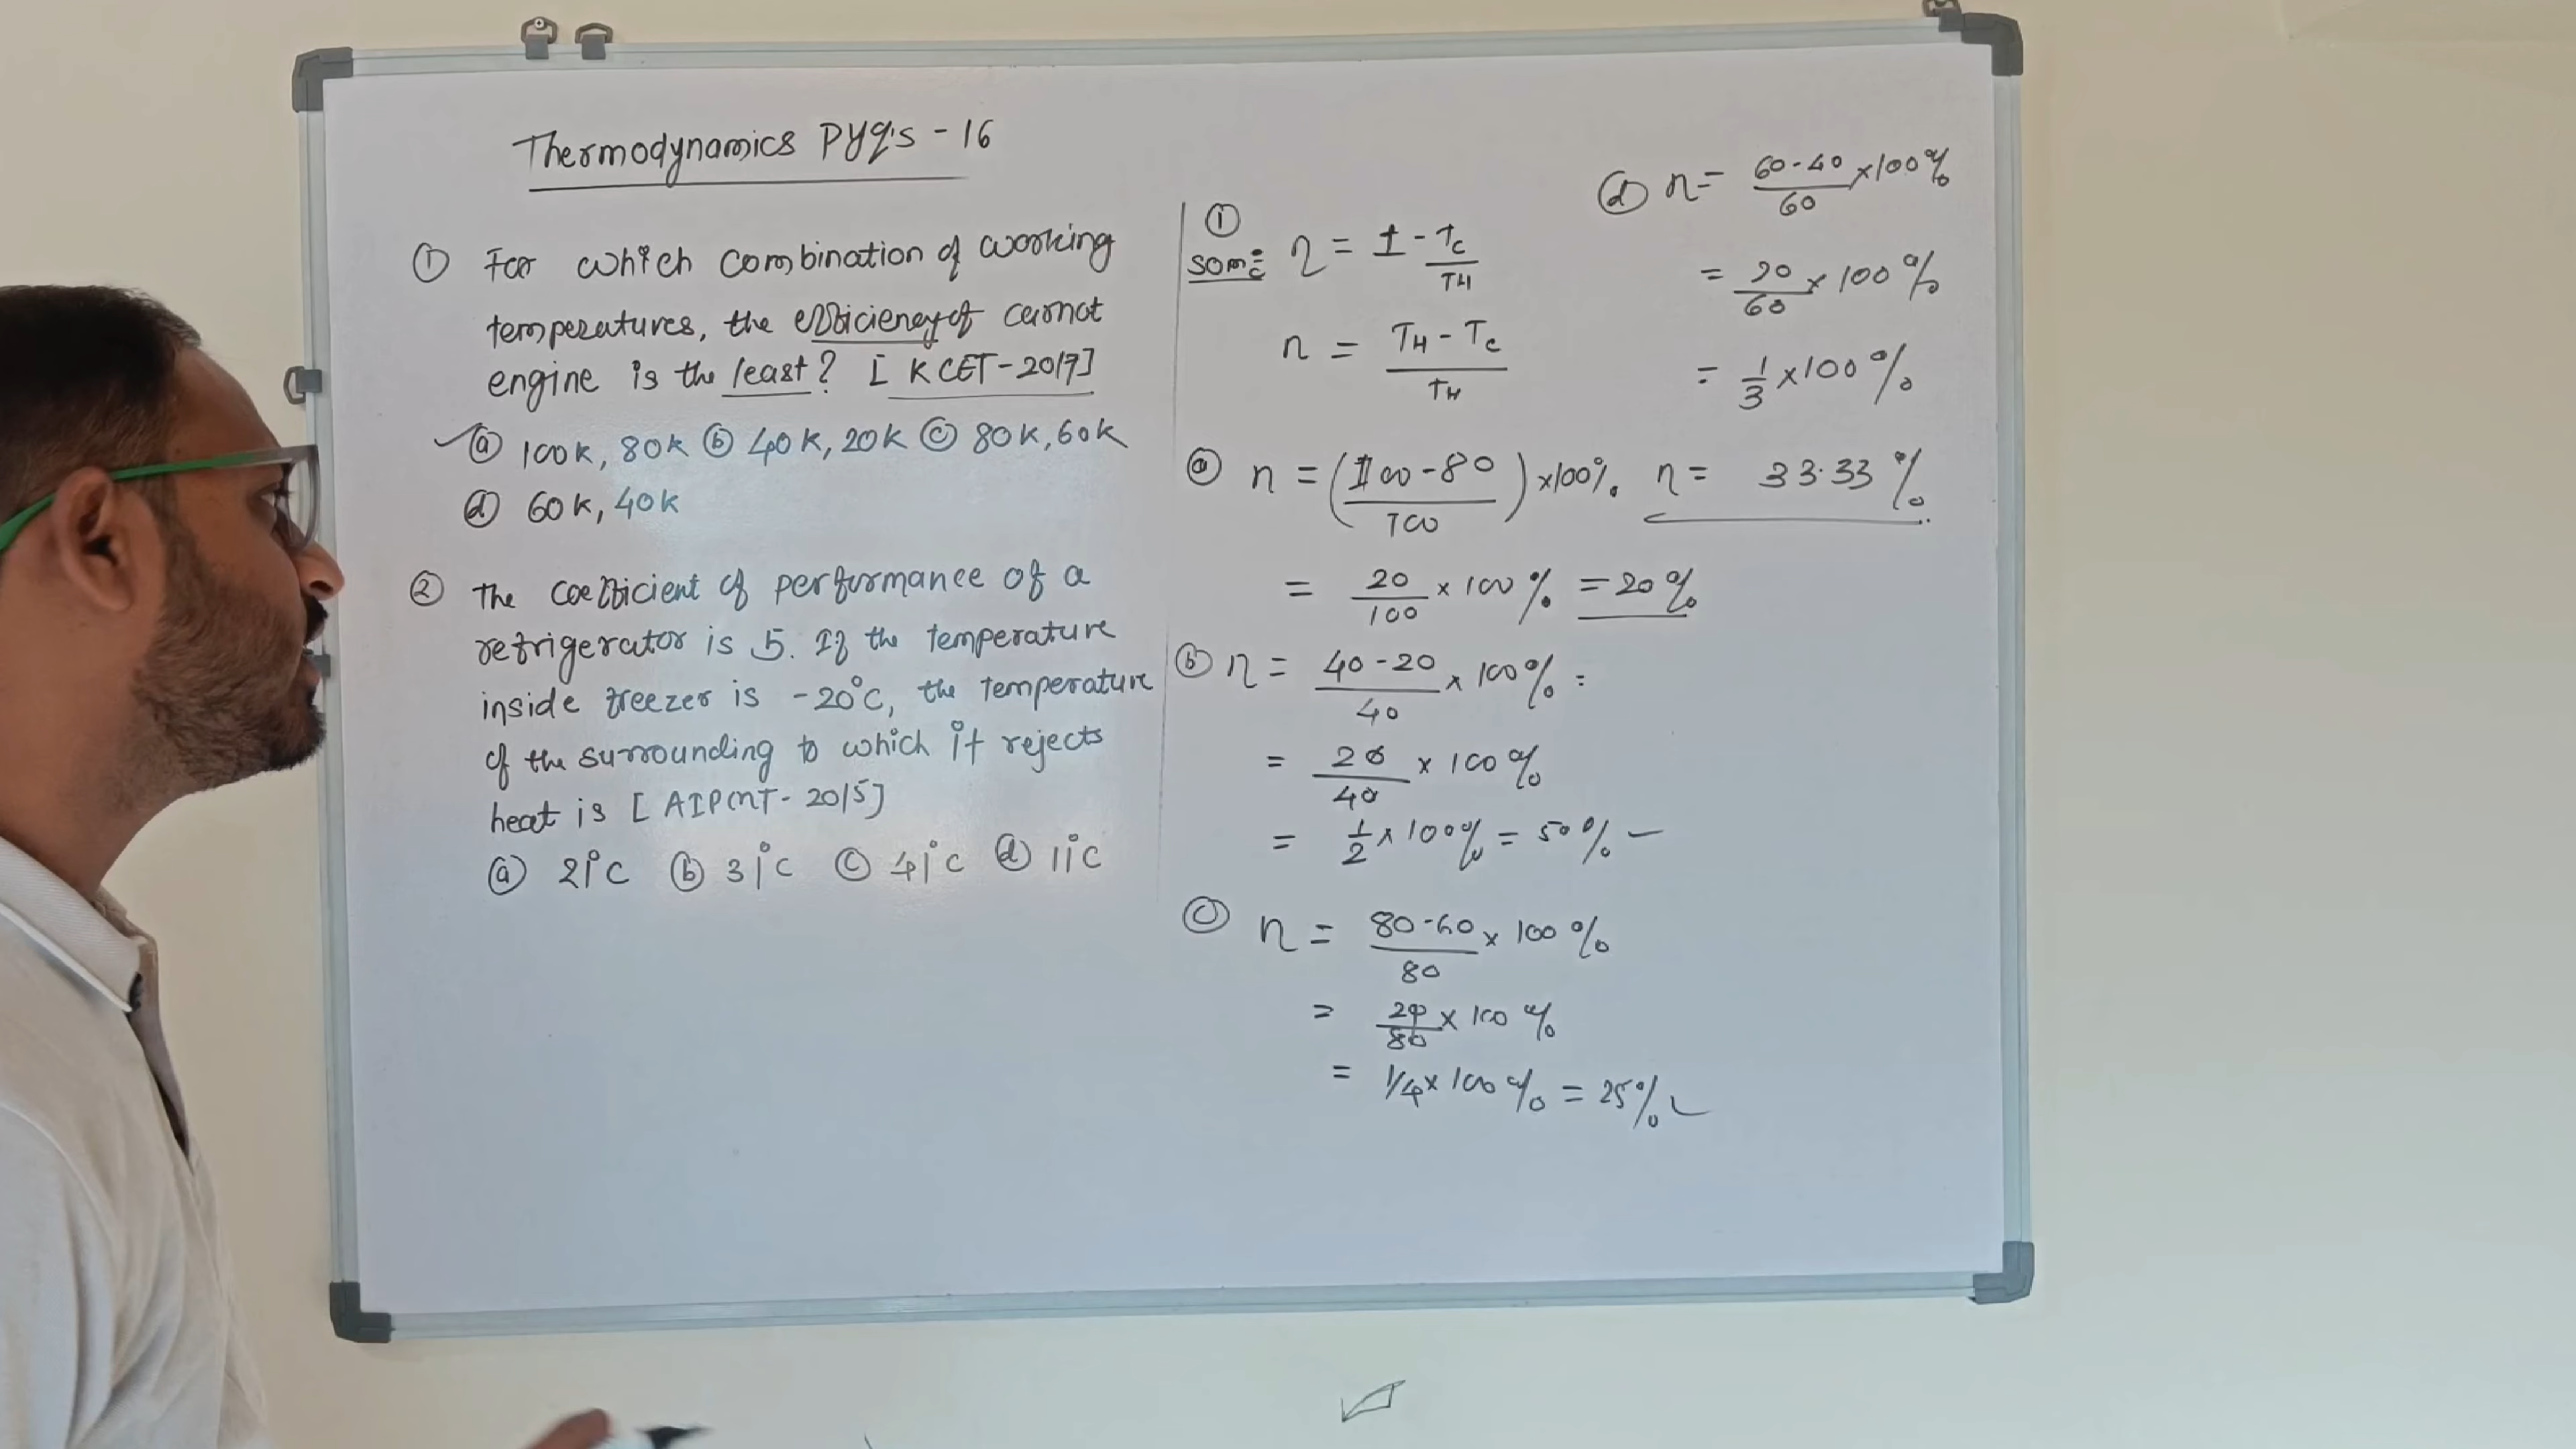 Thermodynamics PYQ's - 16
① For which combination of working
temperatures, the efficiency of carnot
engine is the least? [KCET-2017]
ⓐ 100K, 80K ⓑ 40K, 20K ⓒ 80K, 60K
ⓓ 60K, 40K
② The coefficient of performance of a
refrigerator is 5. If the temperature
inside freezer is -20°C, the temperature
of the surrounding to which it rejects
heat is [AIPMT-2015]
ⓐ 21°C ⓑ 31°C ⓒ 41°C ⓓ 11°C
①
η = 1 - Tc/TH
η = TH - Tc / TH
ⓐ η = (100-80 / 100) ×100%
= 20/100 × 100% = 20%
ⓑ η = 40-20 / 40 × 100% =
= 20/40 × 100%
= 1/2 × 100% = 50%
ⓒ η = 80-60 / 80 × 100%
= 20/80 × 100%
= 1/4 × 100% = 25%
ⓓ η = 60-40 / 60 ×100%
= 20/60 × 100%
= 1/3 × 100%
η = 33.33%